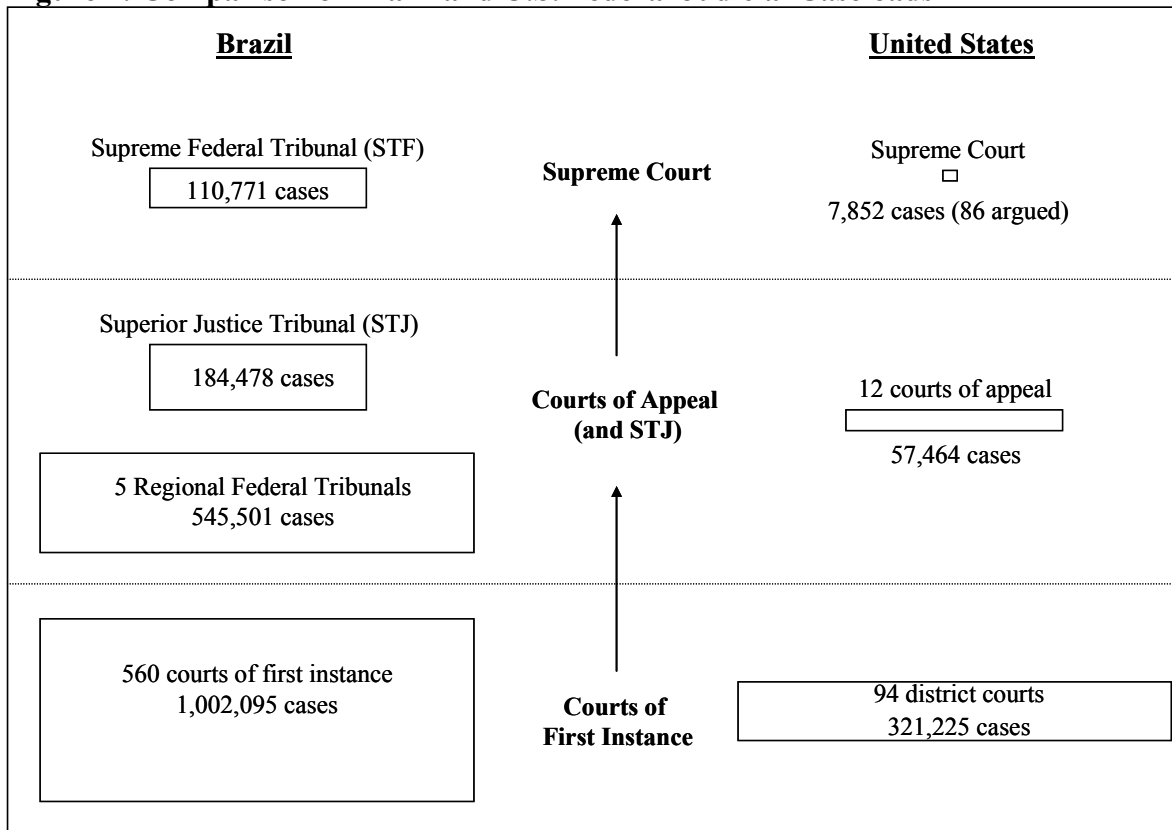 Brazil
United States
Supreme Federal Tribunal (STF)
110,771 cases
Supreme Court
Supreme Court
7,852 cases (86 argued)
Superior Justice Tribunal (STJ)
184,478 cases
Courts of Appeal
(and STJ)
12 courts of appeal
57,464 cases
5 Regional Federal Tribunals
545,501 cases
560 courts of first instance
1,002,095 cases
Courts of
First Instance
94 district courts
321,225 cases